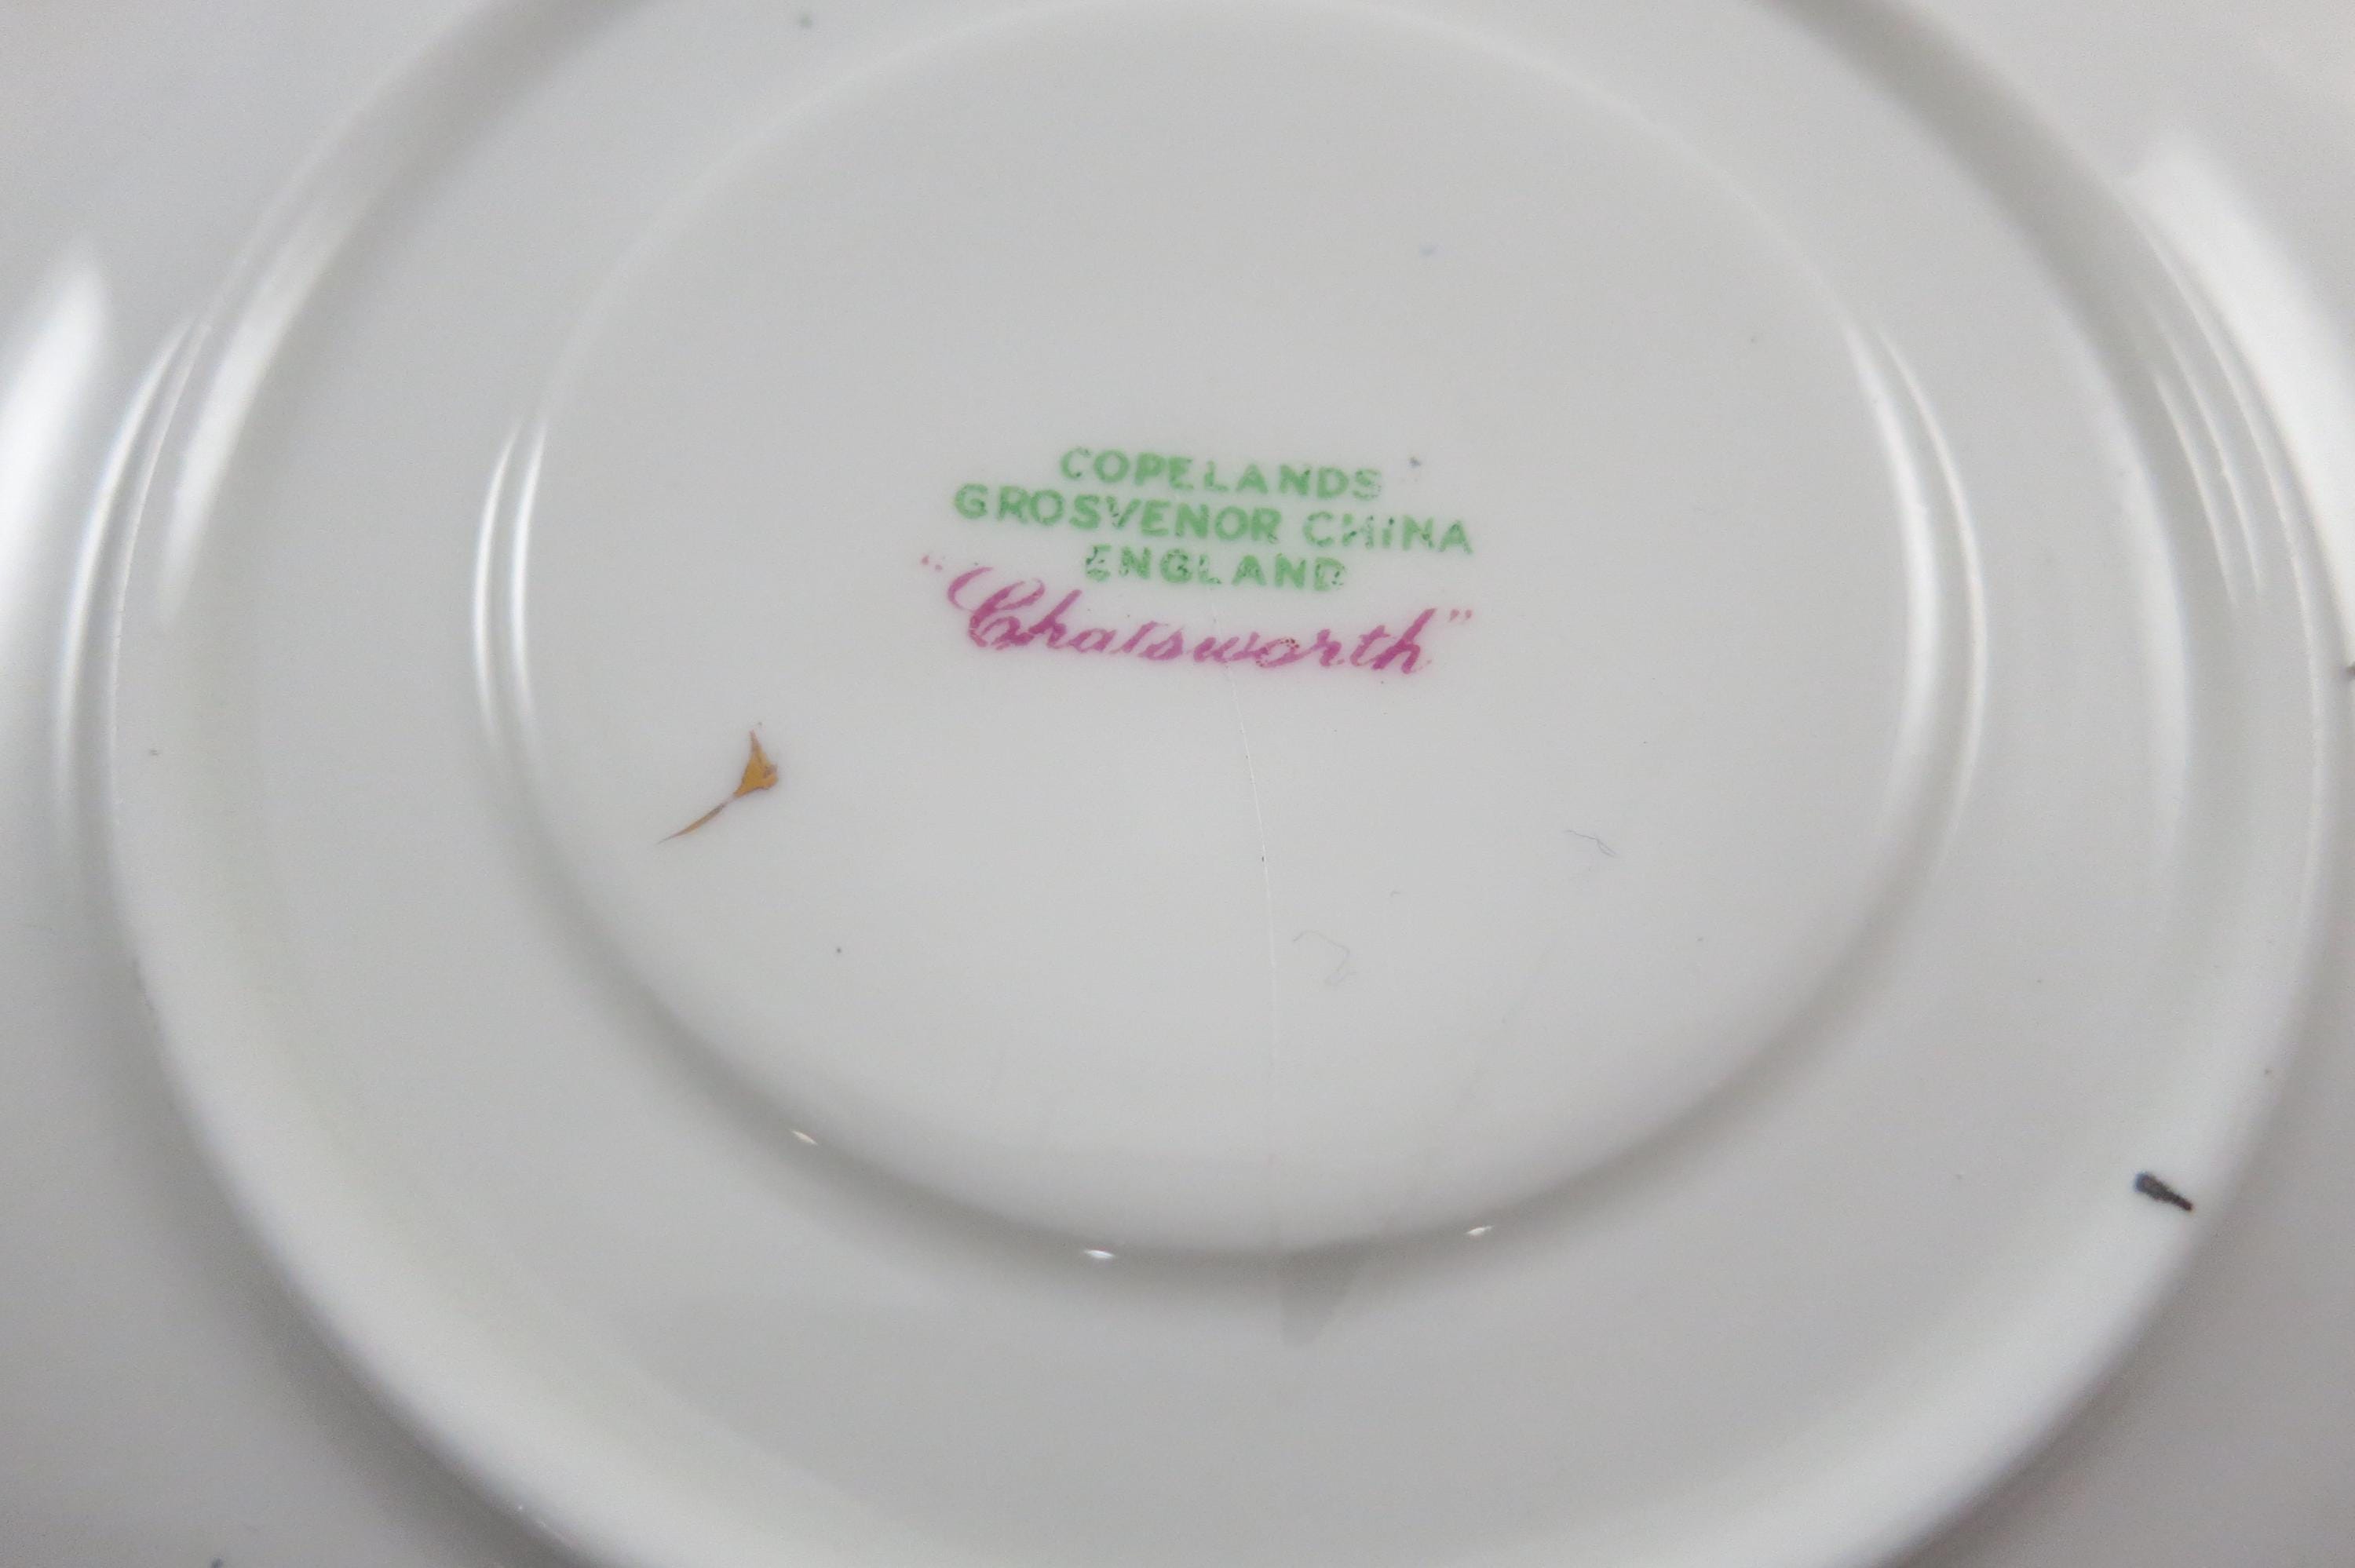 COPELANDS
GROSVENOR CHINA
ENGLAND
"Chatsworth"